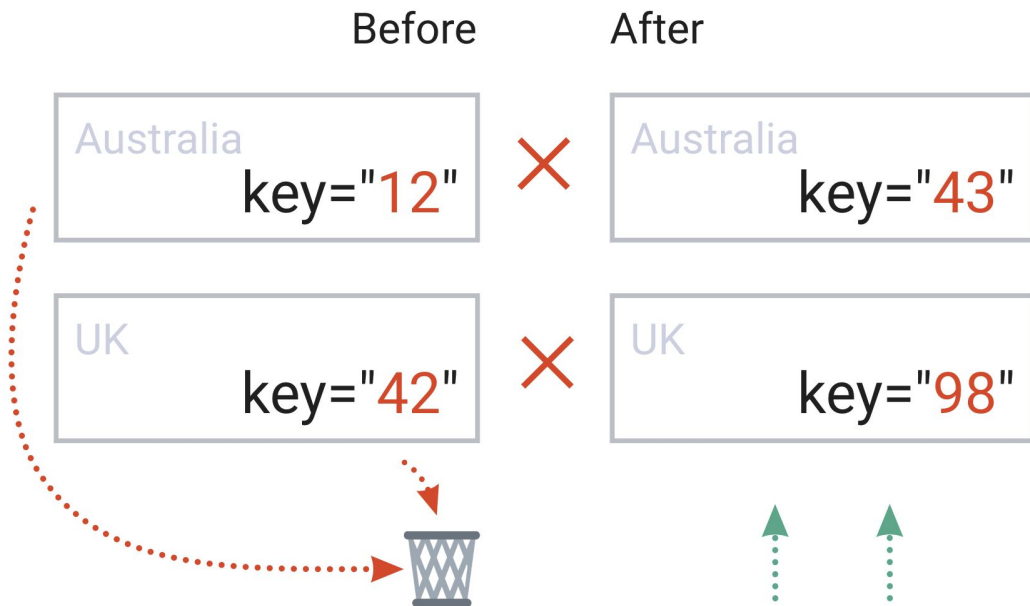 Before After
Australia Australia
key="12" key="43"
UK UK
key="42" key="98"